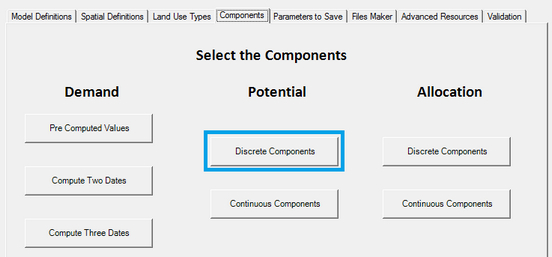 Model Definitions Spatial Definitions Land Use Types Components Parameters to Save Files Maker Advanced Resources Validation
Select the Components
Demand Potential Allocation
Pre Computed Values Discrete Components Discrete Components
Compute Two Dates Continuous Components Continuous Components
Compute Three Dates